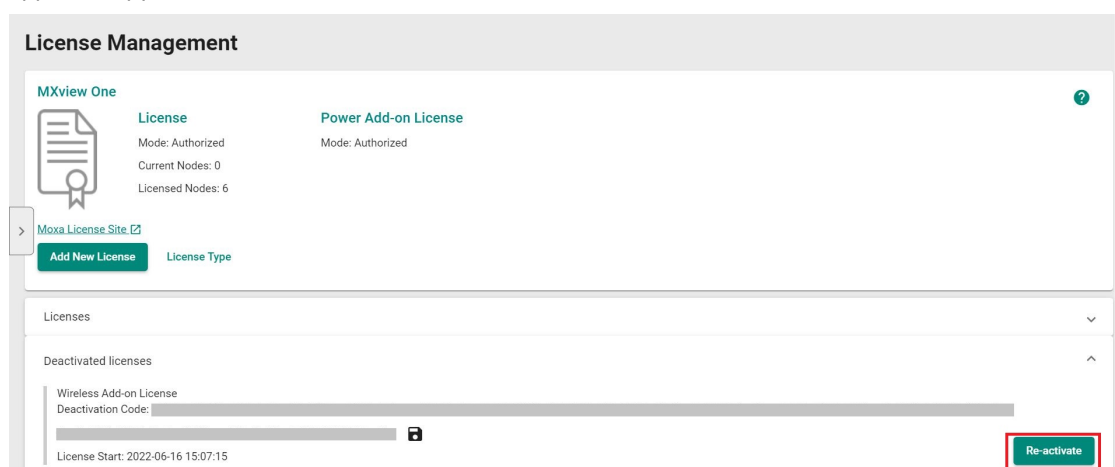 License Management
MXview One
?
License
Power Add-on License
Mode: Authorized
Mode: Authorized
Current Nodes: 0
Licensed Nodes: 6
Moxa License Site
Add New License
License Type
Licenses
Deactivated licenses
Wireless Add-on License
Deactivation Code:
License Start: 2022-06-16 15:07:15
Re-activate